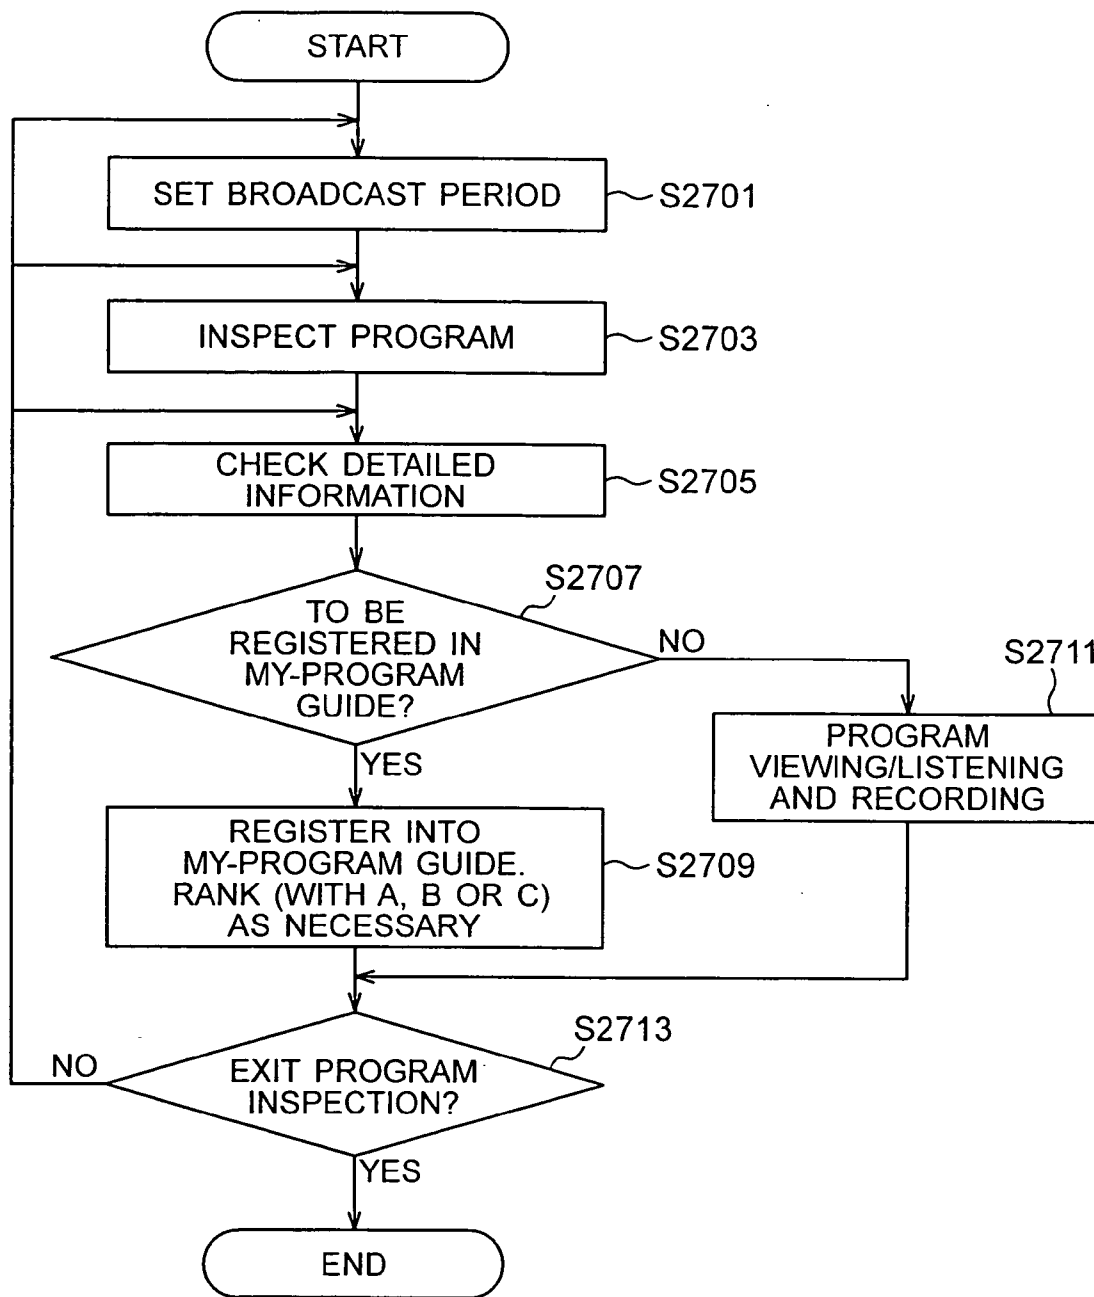 START
SET BROADCAST PERIOD
S2701
INSPECT PROGRAM
S2703
CHECK DETAILED
INFORMATION
S2705
S2707
TO BE
REGISTERED IN
MY-PROGRAM
GUIDE?
NO
S2711
PROGRAM
VIEWING/LISTENING
AND RECORDING
YES
REGISTER INTO
MY-PROGRAM GUIDE.
RANK (WITH A, B OR C)
AS NECESSARY
S2709
S2713
NO
EXIT PROGRAM
INSPECTION?
YES
END